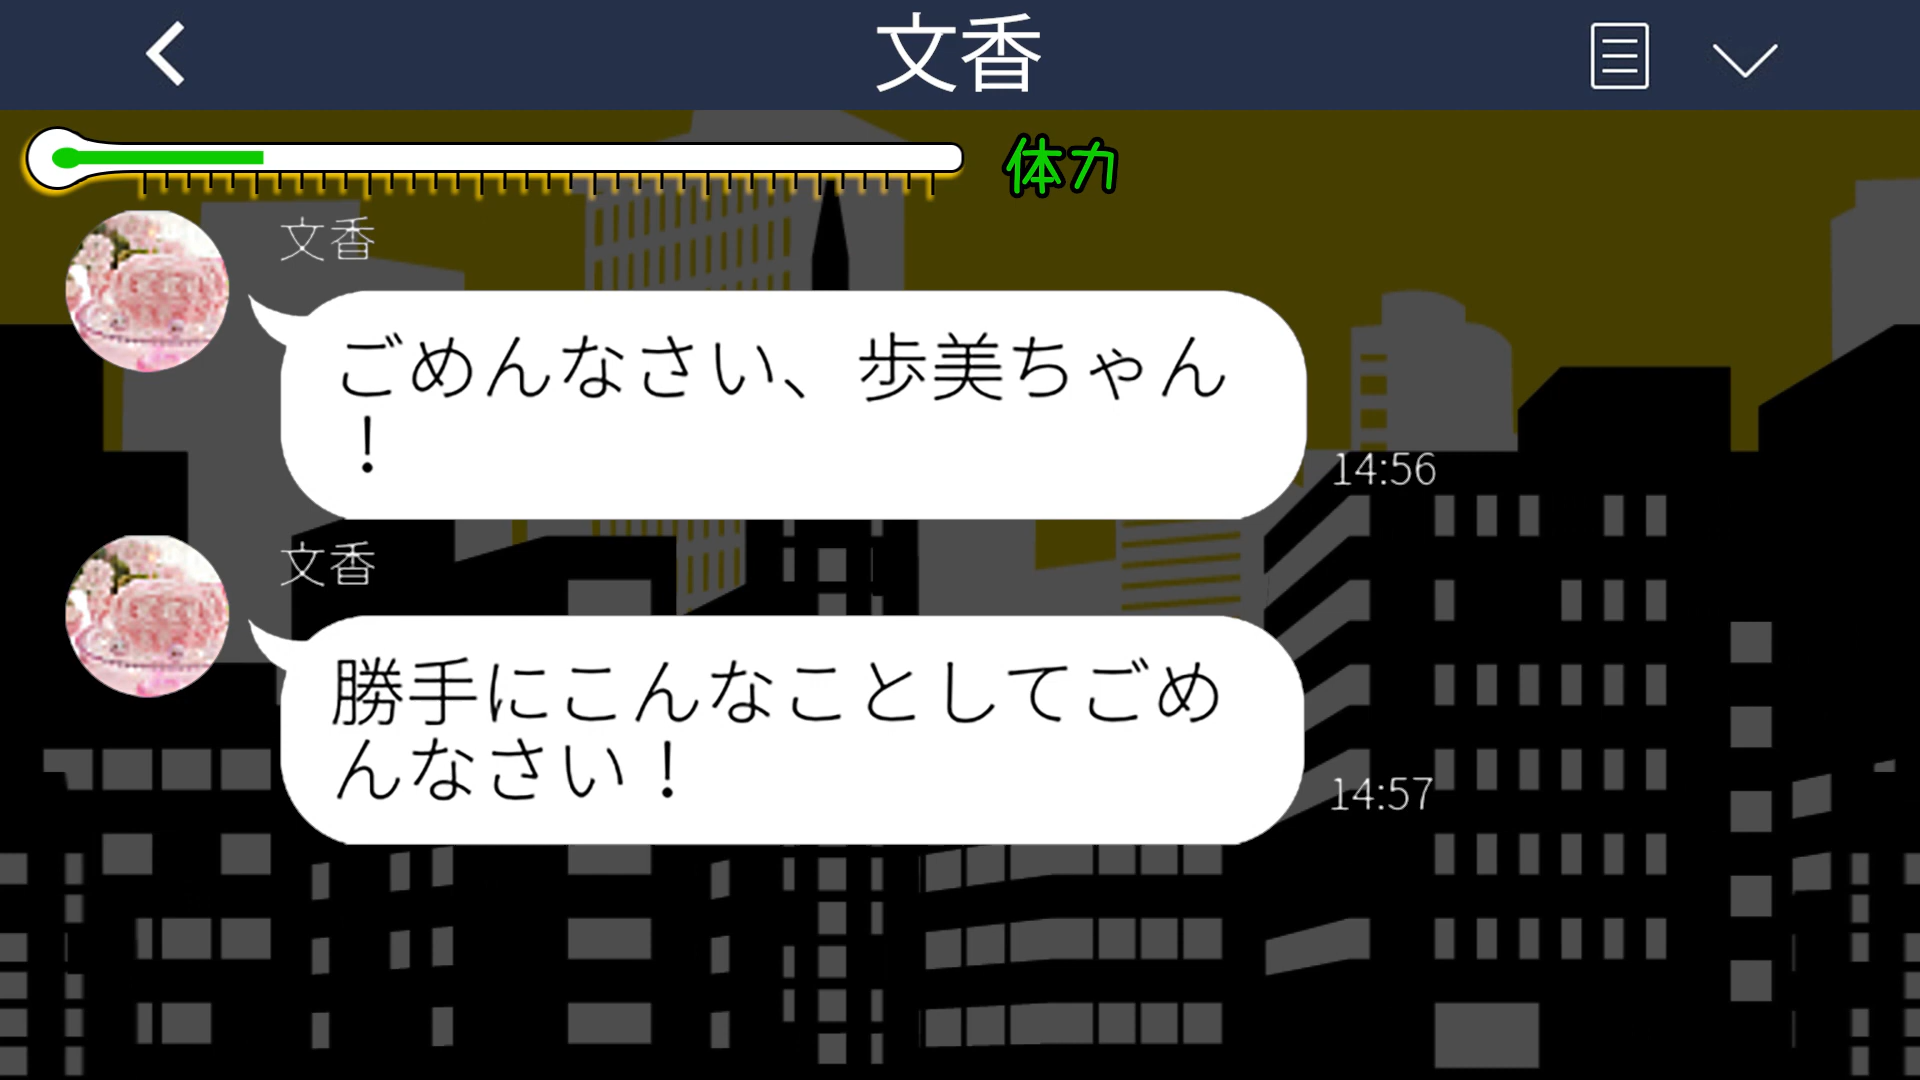 文香
体力
文香
ごめんなさい、歩美ちゃん
！
14:56
文香
勝手にこんなことしてごめ
んなさい！
14:57